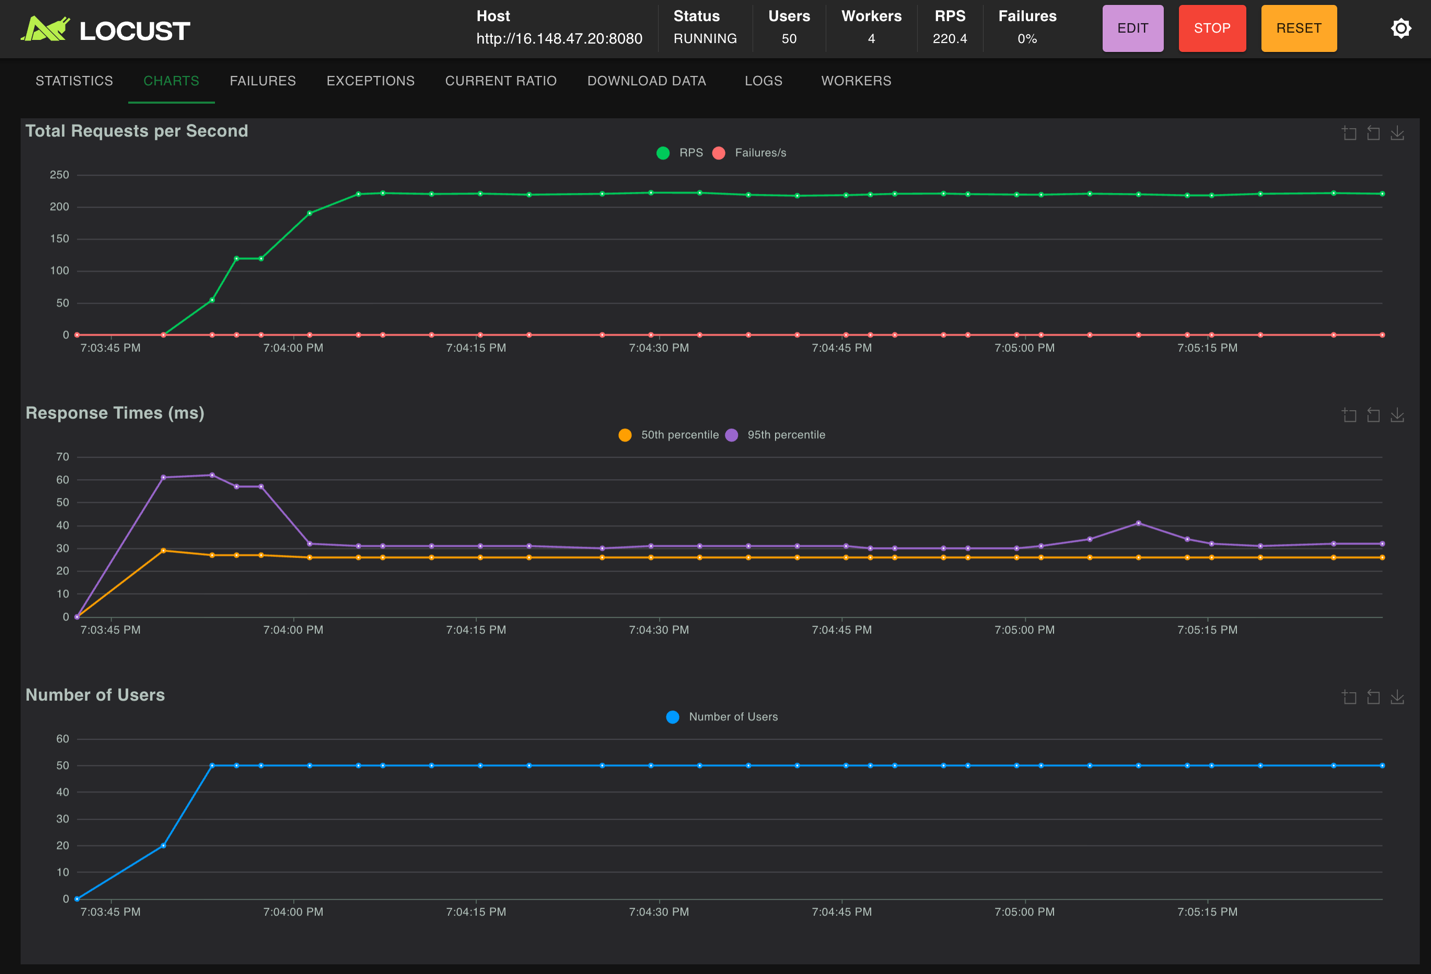 LOCUST
Host
http://16.148.47.20:8080
Status
RUNNING
Users
50
Workers
4
RPS
220.4
Failures
0%
EDIT
STOP
RESET
STATISTICS CHARTS FAILURES EXCEPTIONS CURRENT RATIO DOWNLOAD DATA LOGS WORKERS
Total Requests per Second
RPS Failures/s
250
200
150
100
50
0
7:03:45 PM 7:04:00 PM 7:04:15 PM 7:04:30 PM 7:04:45 PM 7:05:00 PM 7:05:15 PM
Response Times (ms)
50th percentile 95th percentile
70
60
50
40
30
20
10
0
7:03:45 PM 7:04:00 PM 7:04:15 PM 7:04:30 PM 7:04:45 PM 7:05:00 PM 7:05:15 PM
Number of Users
Number of Users
60
50
40
30
20
10
0
7:03:45 PM 7:04:00 PM 7:04:15 PM 7:04:30 PM 7:04:45 PM 7:05:00 PM 7:05:15 PM